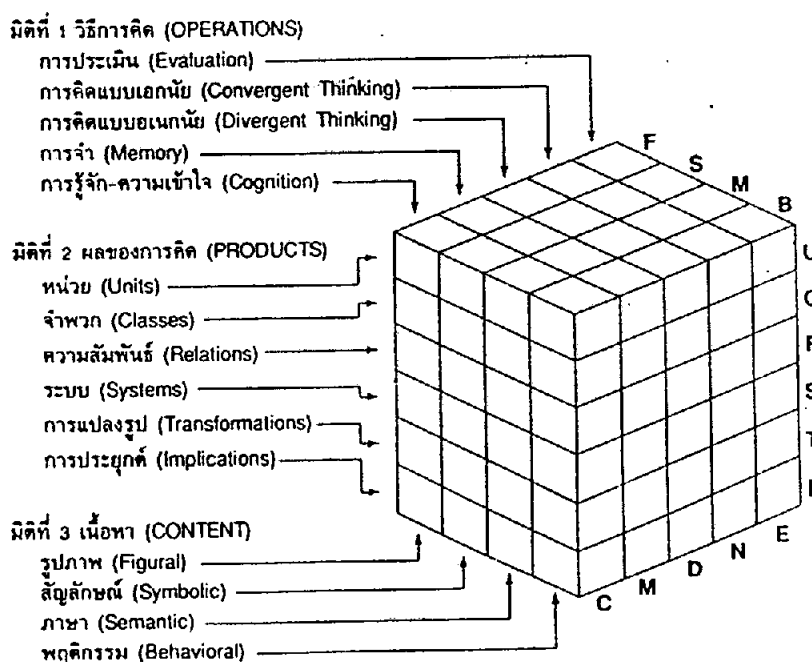 มิติที่ 1 วิธีการคิด (OPERATIONS)
การประเมิน (Evaluation)
การคิดแบบเอกนัย (Convergent Thinking)
การคิดแบบอเนกนัย (Divergent Thinking)
การจำ (Memory)
การรู้จัก-ความเข้าใจ (Cognition)
F
S
M
B
มิติที่ 2 ผลของการคิด (PRODUCTS)
หน่วย (Units)
จำพวก (Classes)
ความสัมพันธ์ (Relations)
ระบบ (Systems)
การแปลงรูป (Transformations)
การประยุกต์ (Implications)
U
S
T
I
มิติที่ 3 เนื้อหา (CONTENT)
รูปภาพ (Figural)
สัญลักษณ์ (Symbolic)
ภาษา (Semantic)
พฤติกรรม (Behavioral)
C M D N E